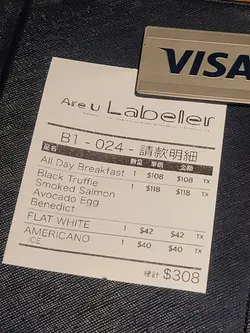 VISA
Are U Labeller
B1 - 024 - 請款明細
品名 數量 單價 金額
All Day Breakfast 1 $108 $108 TX
Black Truffle 1 $118 $118 TX
Smoked Salmon
Avocado Egg
Benedict
FLAT WHITE 1 $42 $42 TX
AMERICANO 1 $40 $40 TX
ICE
總計 $308